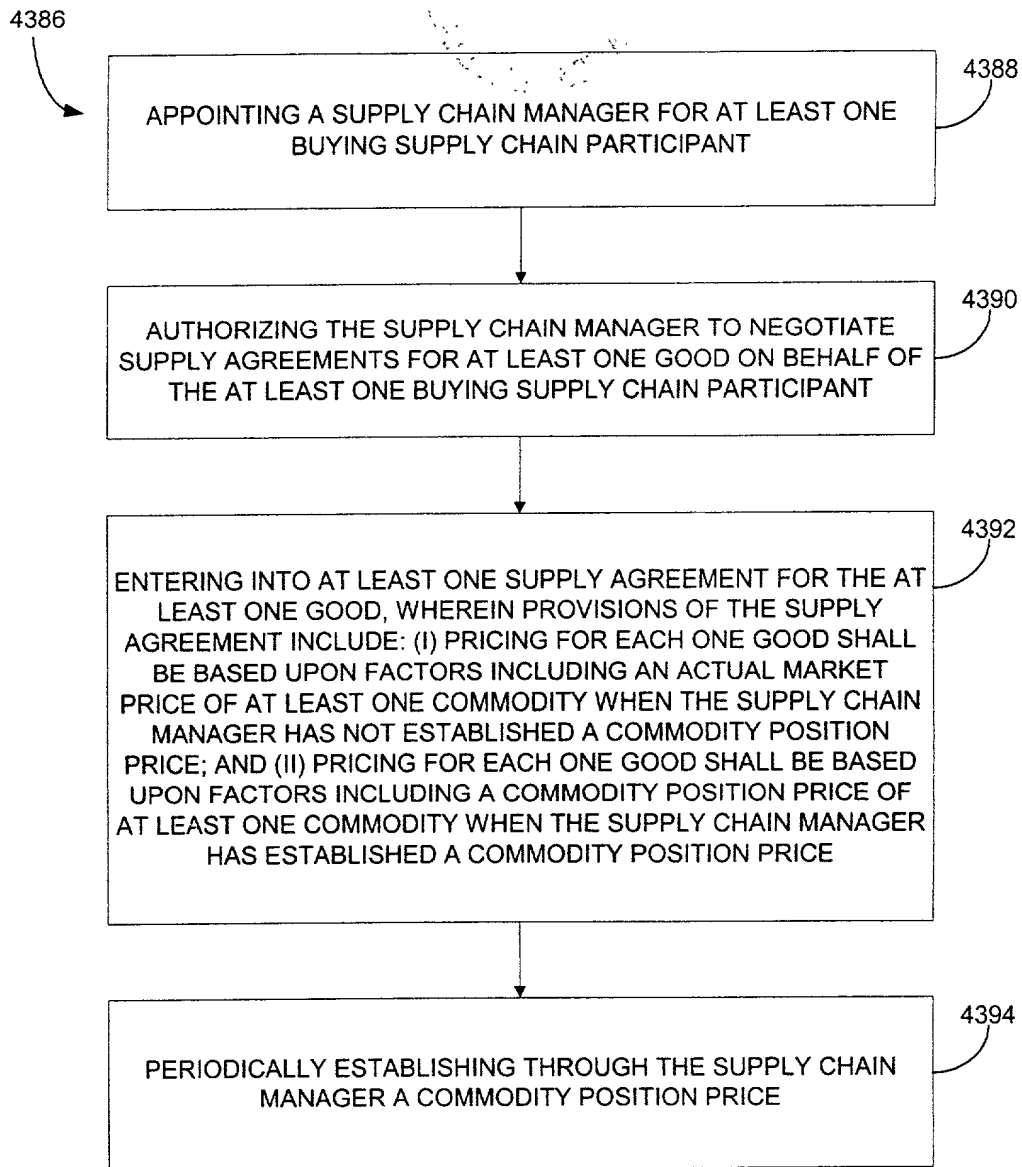 4386
4388
APPOINTING A SUPPLY CHAIN MANAGER FOR AT LEAST ONE
BUYING SUPPLY CHAIN PARTICIPANT
4390
AUTHORIZING THE SUPPLY CHAIN MANAGER TO NEGOTIATE
SUPPLY AGREEMENTS FOR AT LEAST ONE GOOD ON BEHALF OF
THE AT LEAST ONE BUYING SUPPLY CHAIN PARTICIPANT
4392
ENTERING INTO AT LEAST ONE SUPPLY AGREEMENT FOR THE AT
LEAST ONE GOOD, WHEREIN PROVISIONS OF THE SUPPLY
AGREEMENT INCLUDE: (I) PRICING FOR EACH ONE GOOD SHALL
BE BASED UPON FACTORS INCLUDING AN ACTUAL MARKET
PRICE OF AT LEAST ONE COMMODITY WHEN THE SUPPLY CHAIN
MANAGER HAS NOT ESTABLISHED A COMMODITY POSITION
PRICE; AND (II) PRICING FOR EACH ONE GOOD SHALL BE BASED
UPON FACTORS INCLUDING A COMMODITY POSITION PRICE OF
AT LEAST ONE COMMODITY WHEN THE SUPPLY CHAIN MANAGER
HAS ESTABLISHED A COMMODITY POSITION PRICE
4394
PERIODICALLY ESTABLISHING THROUGH THE SUPPLY CHAIN
MANAGER A COMMODITY POSITION PRICE